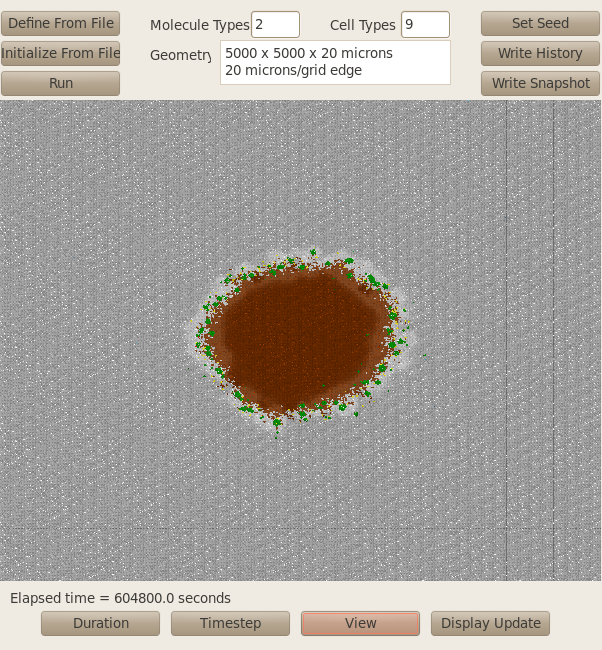 Define From File
Molecule Types 2
Cell Types 9
Set Seed
Initialize From File
Geometry
5000 x 5000 x 20 microns
20 microns/grid edge
Write History
Run
Write Snapshot
Elapsed time = 604800.0 seconds
Duration
Timestep
View
Display Update